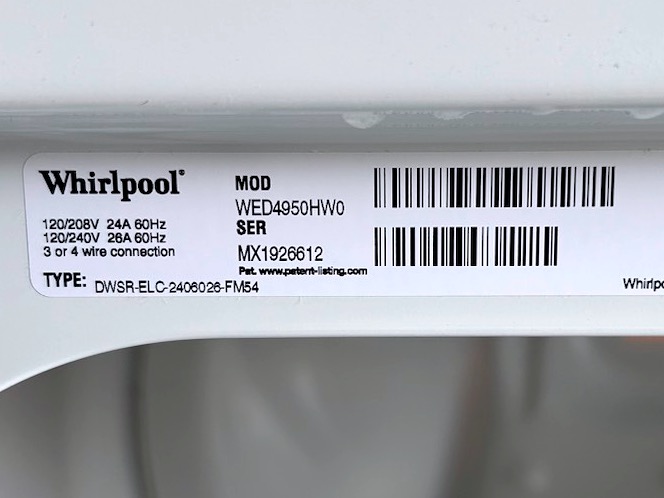 Whirlpool®
120/208V 24A 60Hz
120/240V 26A 60Hz
3 or 4 wire connection
TYPE: DWSR-ELC-2406026-FM54
MOD
WED4950HW0
SER
MX1926612
Pat. www.patent-listing.com